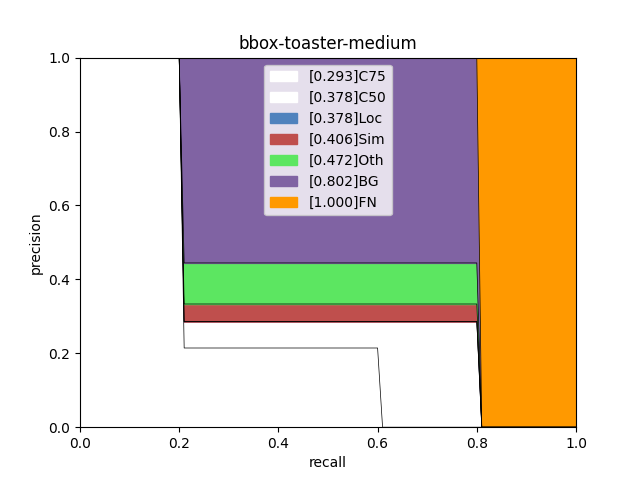 bbox-toaster-medium
1.0
0.8
0.6
0.4
0.2
0.0
precision
[0.293]C75
[0.378]C50
[0.378]Loc
[0.406]Sim
[0.472]Oth
[0.802]BG
[1.000]FN
0.0 0.2 0.4 0.6 0.8 1.0
recall